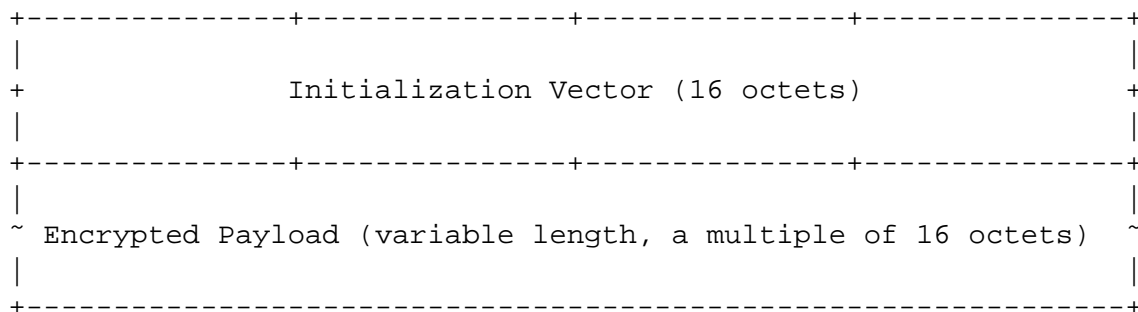 Initialization Vector (16 octets)
Encrypted Payload (variable length, a multiple of 16 octets)